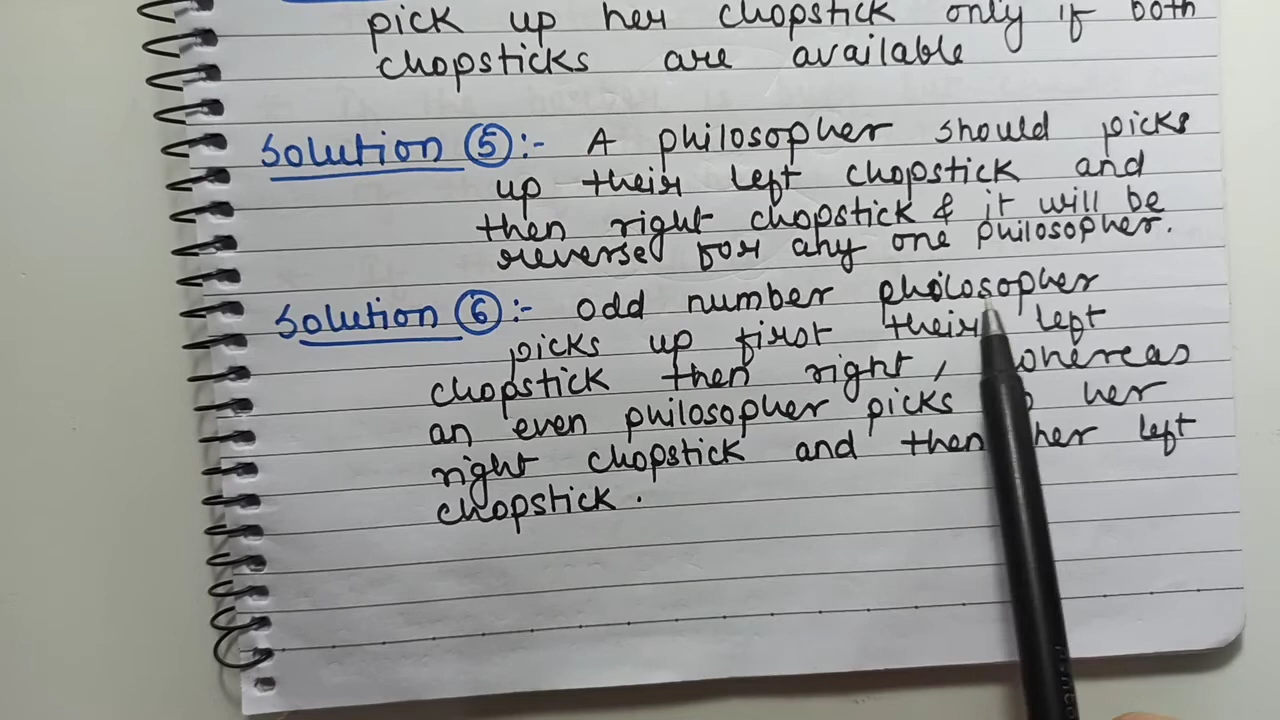 pick up her chopstick only if both
chopsticks are available
Solution 5:- A philosopher should picks
up their left chopstick and
then right chopstick & it will be
reversed for any one philosopher.
Solution 6:- Odd number philosopher
picks up first their left
chopstick then right, whereas
an even philosopher picks her
right chopstick and then her left
chopstick.